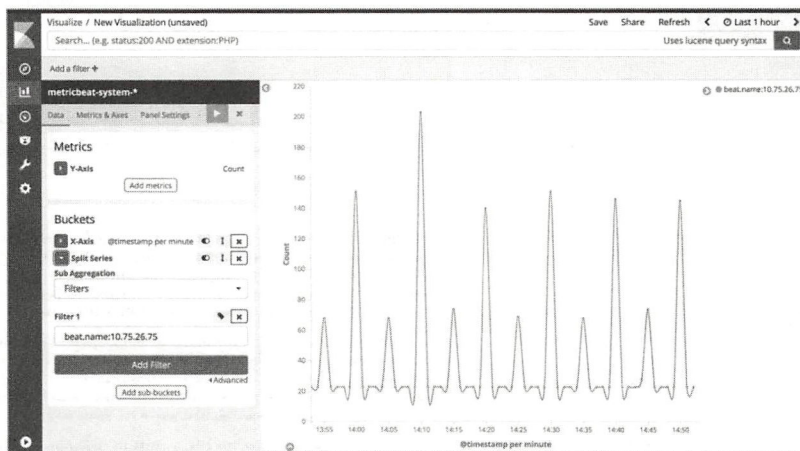 Visualize / New Visualization (unsaved)
Save Share Refresh Last 1 hour
Search... (e.g. status:200 AND extension:PHP)
Uses lucene query syntax
Add a filter +
metricbeat-system-*
Data Metrics & Axes Panel Settings
Metrics
Y-Axis Count
Add metrics
Buckets
X-Axis @timestamp per minute
Split Series
Sub Aggregation
Filters
Filter 1
beat.name:10.75.26.75
Add Filter
Advanced
Add sub-buckets
220
200
180
160
140
120
100
80
60
40
20
0
Count
13:55 14:00 14:05 14:10 14:15 14:20 14:25 14:30 14:35 14:40 14:45 14:50
@timestamp per minute
beat.name:10.75.26.75